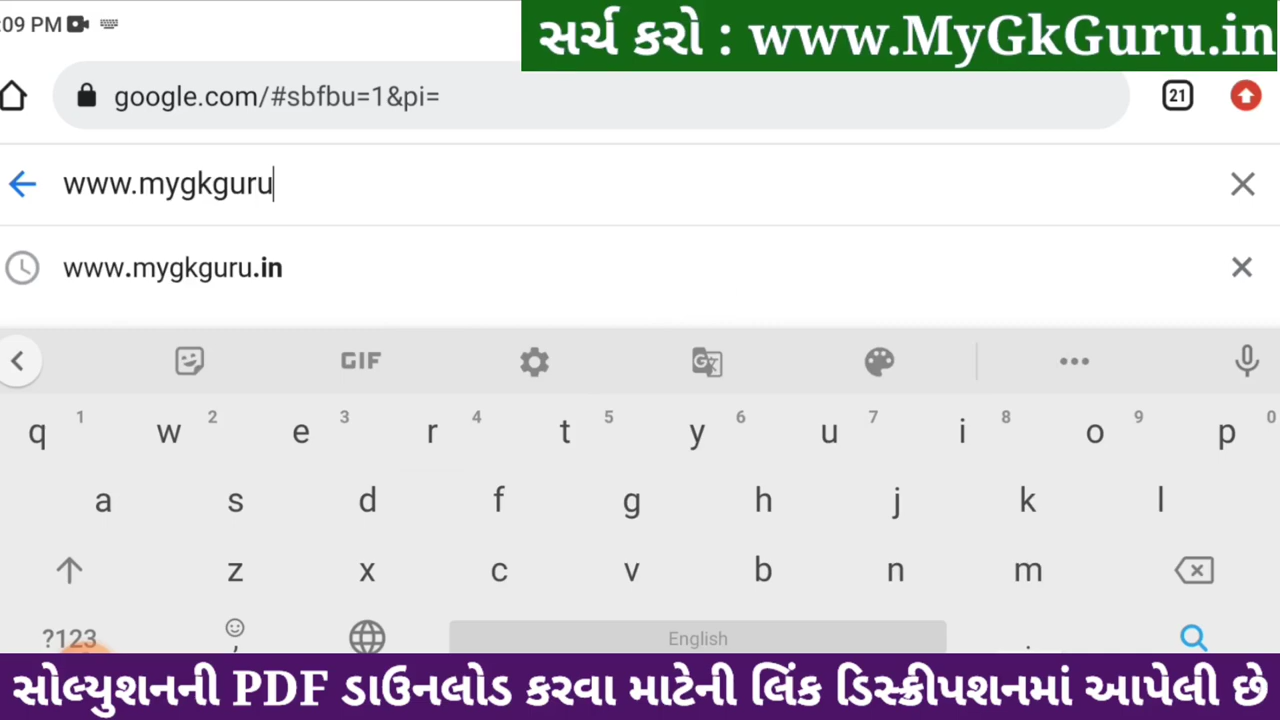 :09 PM
સર્ચ કરો : www.MyGkGuru.in
google.com/#sbfbu=1&pi=
21
www.mygkguru
www.mygkguru.in
GIF
G
q 1 w 2 e 3 r 4 t 5 y 6 u 7 i 8 o 9 p 0
a s d f g h j k l
z x c v b n m
?123 , English .
સોલ્યુશનની PDF ડાઉનલોડ કરવા માટેની લિંક ડિસ્ક્રીપશનમાં આપેલી છે